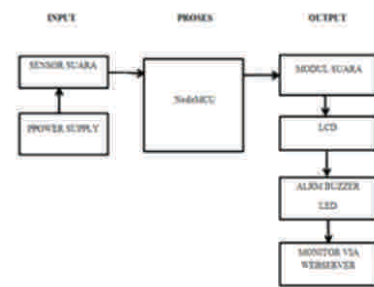 INPUT
PROSES
OUTPUT
SENSOR SUARA
PPOWER SUPPLY
NodeMCU
MODUL SUARA
LCD
ALRM BUZZER
LED
MONITOR VIA
WEBSERVER